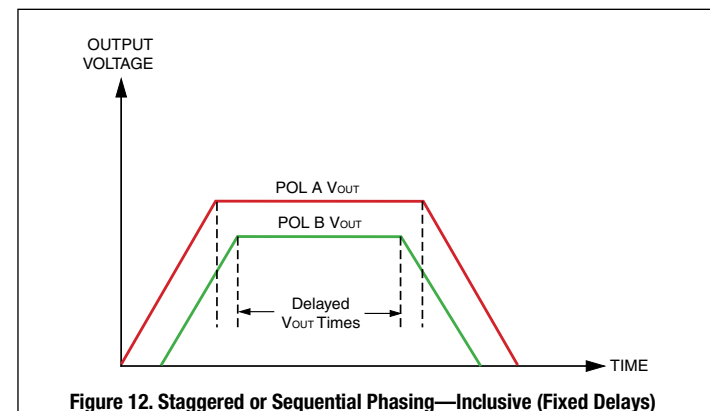 OUTPUT
VOLTAGE
POL A VOUT
POL B VOUT
Delayed
VOUT Times
TIME
Figure 12. Staggered or Sequential Phasing—Inclusive (Fixed Delays)